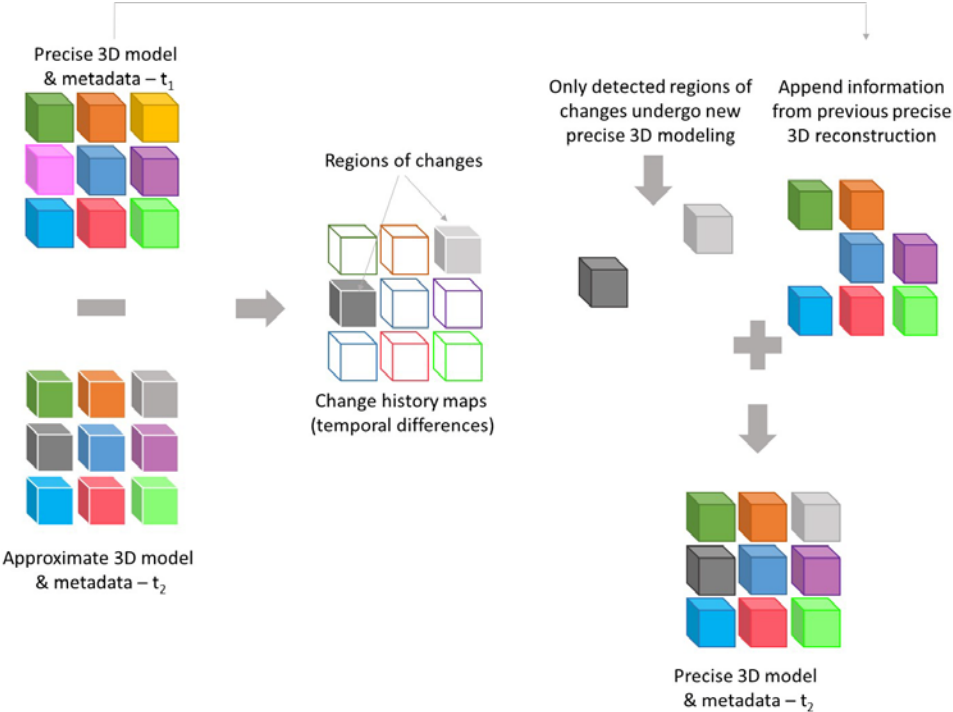 Precise 3D model
& metadata – t₁
Only detected regions of
changes undergo new
precise 3D modeling
Append information
from previous precise
3D reconstruction
Regions of changes
Change history maps
(temporal differences)
Approximate 3D model
& metadata – t₂
Precise 3D model
& metadata – t₂